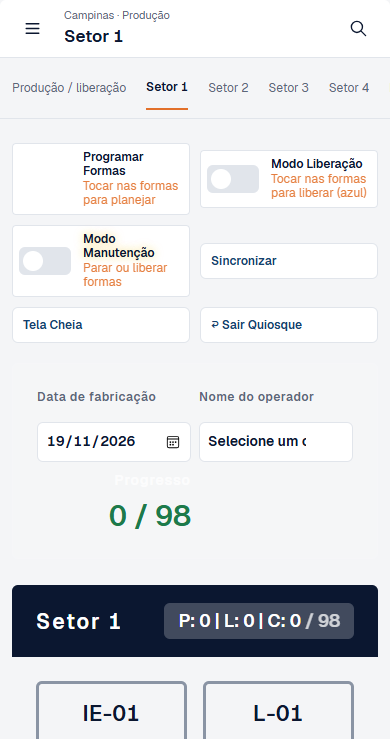 Campinas · Produção
Setor 1
Produção / liberação Setor 1 Setor 2 Setor 3 Setor 4
Programar
Formas
Tocar nas formas
para planejar
Modo Liberação
Tocar nas formas
para liberar (azul)
Modo
Manutenção
Parar ou liberar
formas
Sincronizar
Tela Cheia
Sair Quiosque
Data de fabricação
Nome do operador
19/11/2026
Selecione um c
Progresso
0 / 98
Setor 1
P: 0 | L: 0 | C: 0 / 98
IE-01
L-01